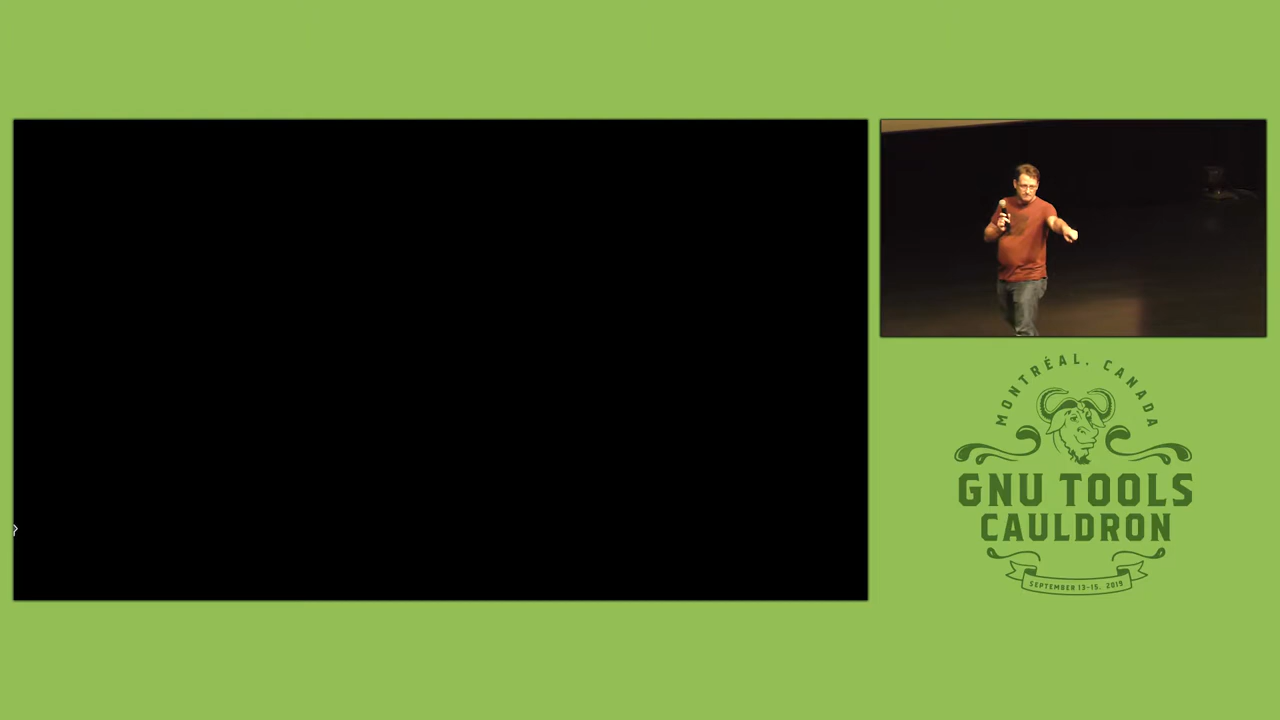 MONTRÉAL, CANADA
GNU TOOLS
CAULDRON
SEPTEMBER 13-15, 2019